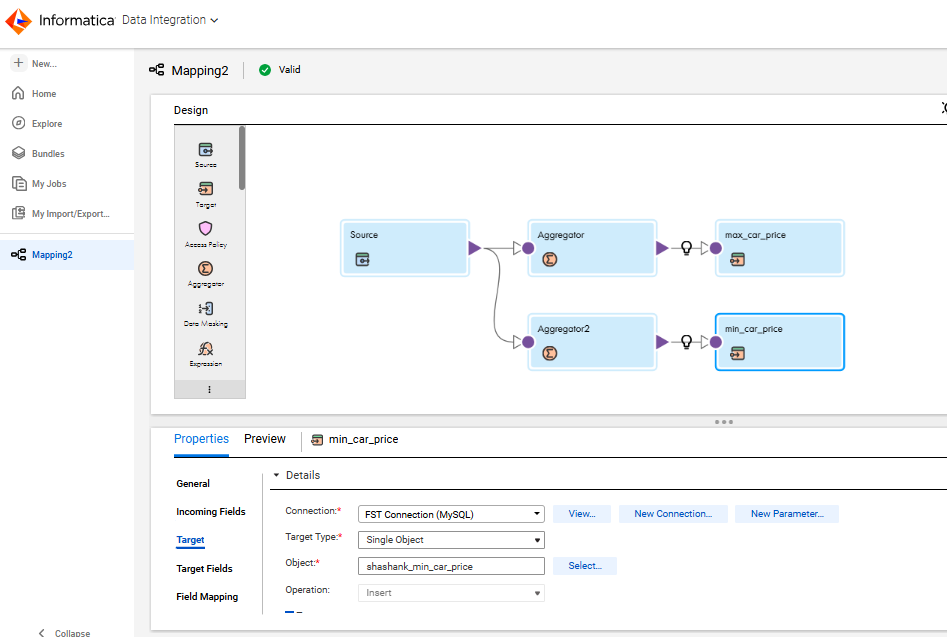 Informatica Data Integration
New...
Home
Explore
Bundles
My Jobs
My Import/Export...
Mapping2
Collapse
Mapping2 Valid
Design
Source
Target
Access Policy
Aggregator
Data Masking
Expression
Source
Aggregator
max_car_price
Aggregator2
min_car_price
Properties Preview min_car_price
General
Incoming Fields
Target
Target Fields
Field Mapping
Details
Connection:* FST Connection (MySQL) View... New Connection... New Parameter...
Target Type:* Single Object
Object:* shashank_min_car_price Select...
Operation: Insert